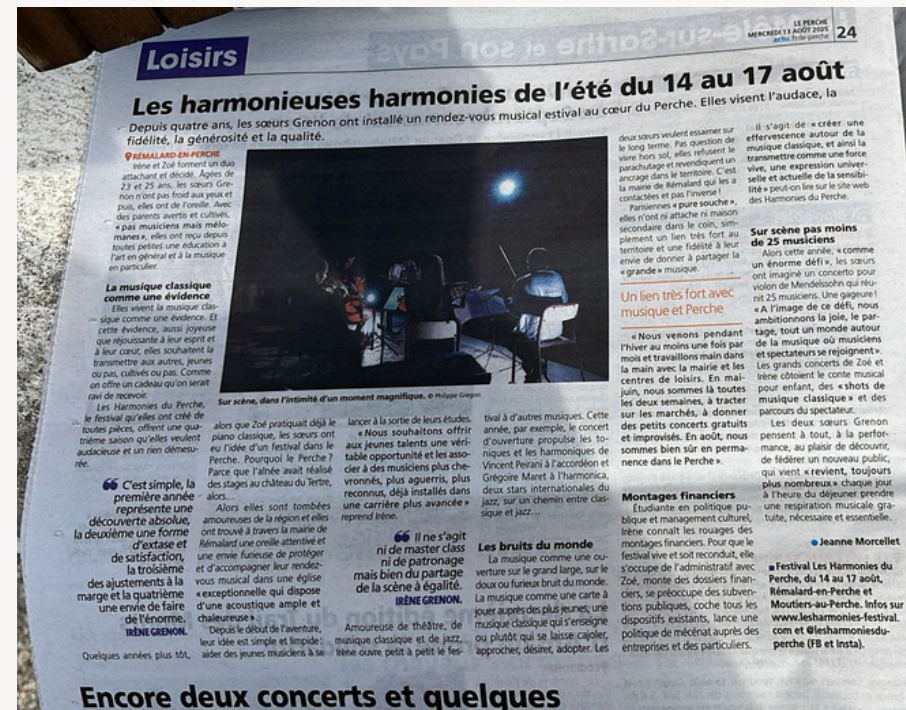 LE PERCHE
MERCREDI 13 AOÛT 2025
24
Loisirs
Les harmonieuses harmonies de l'été du 14 au 17 août
Depuis quatre ans, les sœurs Grenon ont installé un rendez-vous musical estival au cœur du Perche. Elles visent l'audace, la
fidélité, la générosité et la qualité.
RÉMALARD-EN-PERCHE
Irène et Zoé forment un duo
attachant et décidé. Âgées de
23 et 25 ans, les sœurs Gre-
non n'ont pas froid aux yeux et
puis, elles ont de l'oreille. Avec
des parents avertis et cultivés,
« pas musiciens mais mélo-
manes », elles ont reçu depuis
toutes petites une éducation à
l'art en général et à la musique
en particulier.
La musique classique
comme une évidence
Elles vivent la musique clas-
sique comme une évidence. Et
cette évidence, aussi joyeuse
que réjouissante à leur esprit et
à leur cœur, elles souhaitent la
transmettre aux autres, jeunes
ou pas, cultivés ou pas. Comme
on offre un cadeau qu'on serait
ravi de recevoir.
Les Harmonies du Perche,
le festival qu'elles ont créé de
toutes pièces, offrent une qua-
trième saison qu'elles veulent
audacieuse et un rien démesu-
rée.
C'est simple, la
première année
représente une
découverte absolue,
la deuxième une forme
d'extase et
de satisfaction,
la troisième
des ajustements à la
marge et la quatrième
une envie de faire
de l'énorme.
IRÈNE GRENON.
Quelques années plus tôt,
Sur scène, dans l'intimité d'un moment magnifique. © Philippe Gregori
alors que Zoé pratiquait déjà le
piano classique, les sœurs ont
eu l'idée d'un festival dans le
Perche. Pourquoi le Perche ?
Parce que l'aînée avait réalisé
des stages au château du Tertre,
alors…
Alors elles sont tombées
amoureuses de la région et elles
ont trouvé à travers la mairie de
Rémalard une oreille attentive et
une envie furieuse de protéger
et d'accompagner leur rendez-
vous musical dans une église
« exceptionnelle qui dispose
d'une acoustique ample et
chaleureuse »
Depuis le début de l'aventure,
leur idée est simple et limpide :
aider des jeunes musiciens à se
lancer à la sortie de leurs études.
« Nous souhaitons offrir
aux jeunes talents une véri-
table opportunité et les asso-
cier à des musiciens plus che-
vronnés, plus aguerris, plus
reconnus, déjà installés dans
une carrière plus avancée »
reprend Irène.
Il ne s'agit
ni de master class
ni de patronage
mais bien du partage
de la scène à égalité.
IRÈNE GRENON.
Amoureuse de théâtre, de
musique classique et de jazz,
Irène ouvre petit à petit le fes-
tival à d'autres musiques. Cette
année, par exemple, le concert
d'ouverture propulse les to-
niques et les harmoniques de
Vincent Peirani à l'accordéon et
Grégoire Maret à l'harmonica,
deux stars internationales du
jazz, sur un chemin entre clas-
sique et jazz…
Les bruits du monde
La musique comme une ou-
verture sur le grand large, sur le
doux ou furieux bruit du monde.
La musique comme une carte à
jouer auprès des plus jeunes, une
musique classique qui s'enseigne
ou plutôt qui se laisse cajoler,
approcher, désirer, adopter. Les
deux sœurs veulent essaimer sur
le long terme. Pas question de
vivre hors sol, elles refusent le
parachutage et revendiquent un
ancrage dans le territoire. C'est
la mairie de Rémalard qui les a
contactées et pas l'inverse !
Parisiennes « pure souche »,
elles n'ont ni attache ni maison
secondaire dans le coin, sim-
plement un lien très fort au
territoire et une fidélité à leur
envie de donner à partager la
« grande » musique.
Un lien très fort avec
musique et Perche
« Nous venons pendant
l'hiver au moins une fois par
mois et travaillons main dans
la main avec la mairie et les
centres de loisirs. En mai-
juin, nous sommes là toutes
les deux semaines, à tracter
sur les marchés, à donner
des petits concerts gratuits
et improvisés. En août, nous
sommes bien sûr en perma-
nence dans le Perche ».
Montages financiers
Étudiante en politique pu-
blique et management culturel,
Irène connaît les rouages des
montages financiers. Pour que le
festival vive et soit reconduit, elle
s'occupe de l'administratif avec
Zoé, monte des dossiers finan-
ciers, se préoccupe des subven-
tions publiques, coche tous les
dispositifs existants, lance une
politique de mécénat auprès des
entreprises et des particuliers.
Il s'agit de « créer une
effervescence autour de la
musique classique, et ainsi la
transmettre comme une force
vive, une expression univer-
selle et actuelle de la sensibi-
lité » peut-on lire sur le site web
des Harmonies du Perche.
Sur scène pas moins
de 25 musiciens
Alors cette année, « comme
un énorme défi », les sœurs
ont imaginé un concerto pour
violon de Mendelssohn qui réu-
nit 25 musiciens. Une gageure !
« A l'image de ce défi, nous
ambitionnons la joie, le par-
tage, tout un monde autour
de la musique où musiciens
et spectateurs se rejoignent ».
Les grands concerts de Zoé et
Irène côtoient le conte musical
pour enfant, des « shots de
musique classique » et des
parcours du spectateur.
Les deux sœurs Grenon
pensent à tout, à la perfor-
mance, au plaisir de découvrir,
de fédérer un nouveau public,
qui vient « revient, toujours
plus nombreux » chaque jour
à l'heure du déjeuner prendre
une respiration musicale gra-
tuite, nécessaire et essentielle.
Jeanne Morcellet
Festival Les Harmonies du
Perche, du 14 au 17 août,
Rémalard-en-Perche et
Moutiers-au-Perche. Infos sur
www.lesharmonies-festival.
com et @lesharmoniesdu-
perche (FB et Insta).
Encore deux concerts et quelques